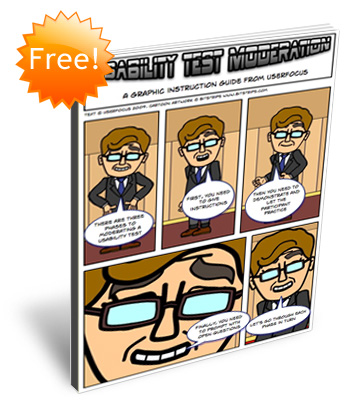 Free!
USABILITY TEST MODERATION
A GRAPHIC INSTRUCTION GUIDE FROM USERFOCUS
TEXT © USERFOCUS 2009. CARTOON ARTWORK © BITSTRIPS WWW.BITSTRIPS.COM
THERE ARE THREE
PHASES TO
MODERATING A
USABILITY TEST
FIRST, YOU NEED
TO GIVE
INSTRUCTIONS
THEN YOU NEED TO
DEMONSTRATE AND
LET THE
PARTICIPANT
PRACTICE
FINALLY, YOU NEED
TO PROMPT WITH
OPEN QUESTIONS
LET'S GO THROUGH EACH
PHASE IN TURN